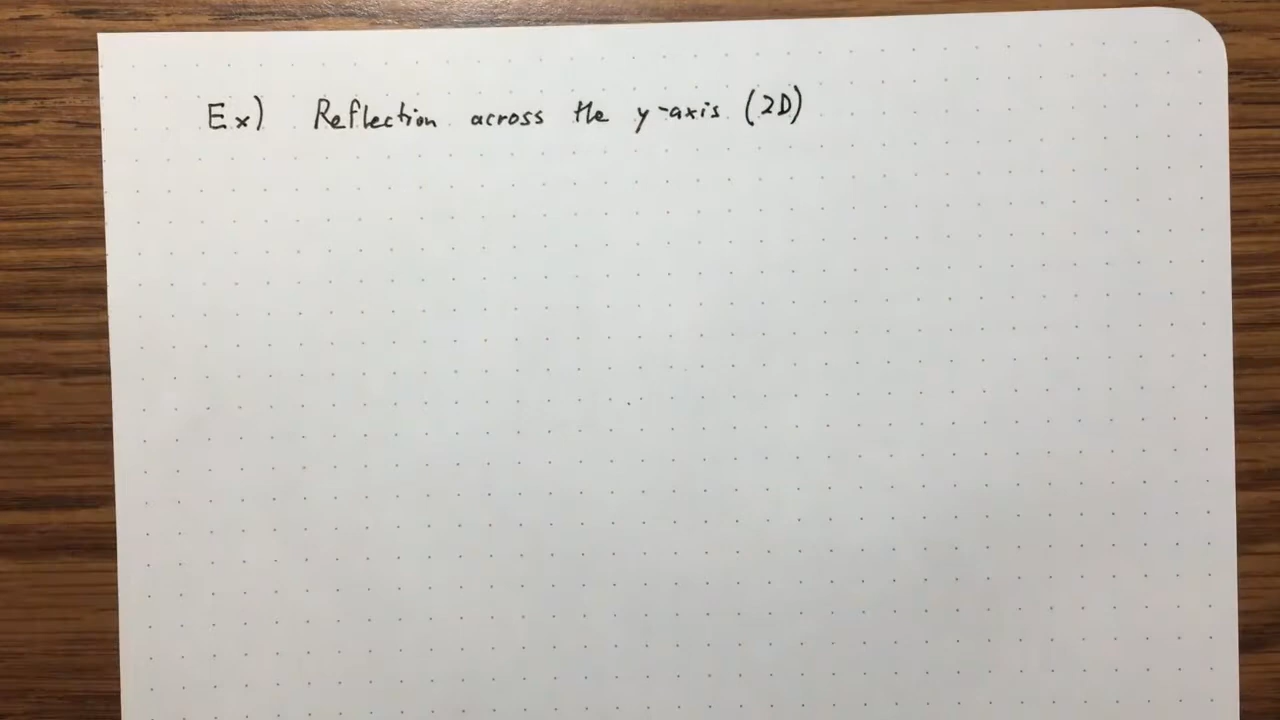 Ex) Reflection across the y-axis (2D)